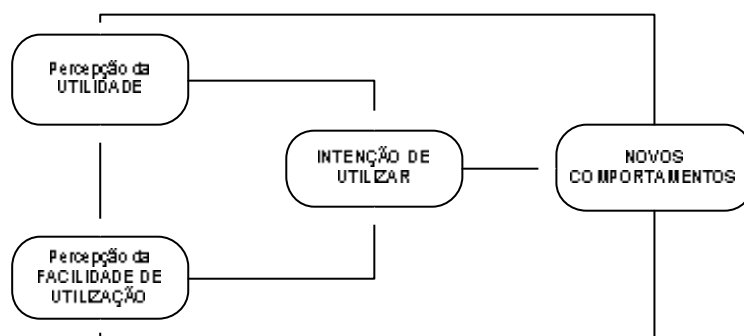 Percepção da
UTILIDADE
INTENÇÃO DE
UTILIZAR
NOVOS
COMPORTAMENTOS
Percepção da
FACILIDADE DE
UTILIZAÇÃO